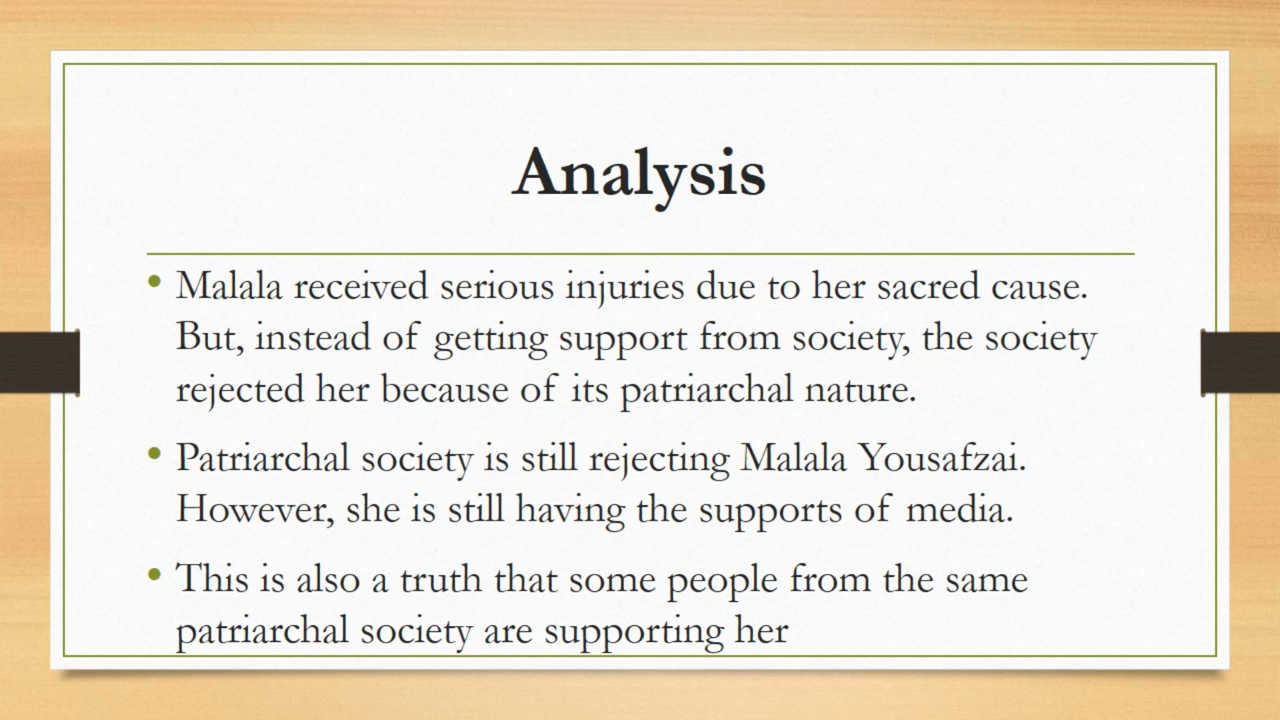 Analysis
• Malala received serious injuries due to her sacred cause.
But, instead of getting support from society, the society
rejected her because of its patriarchal nature.
• Patriarchal society is still rejecting Malala Yousafzai.
However, she is still having the supports of media.
• This is also a truth that some people from the same
patriarchal society are supporting her